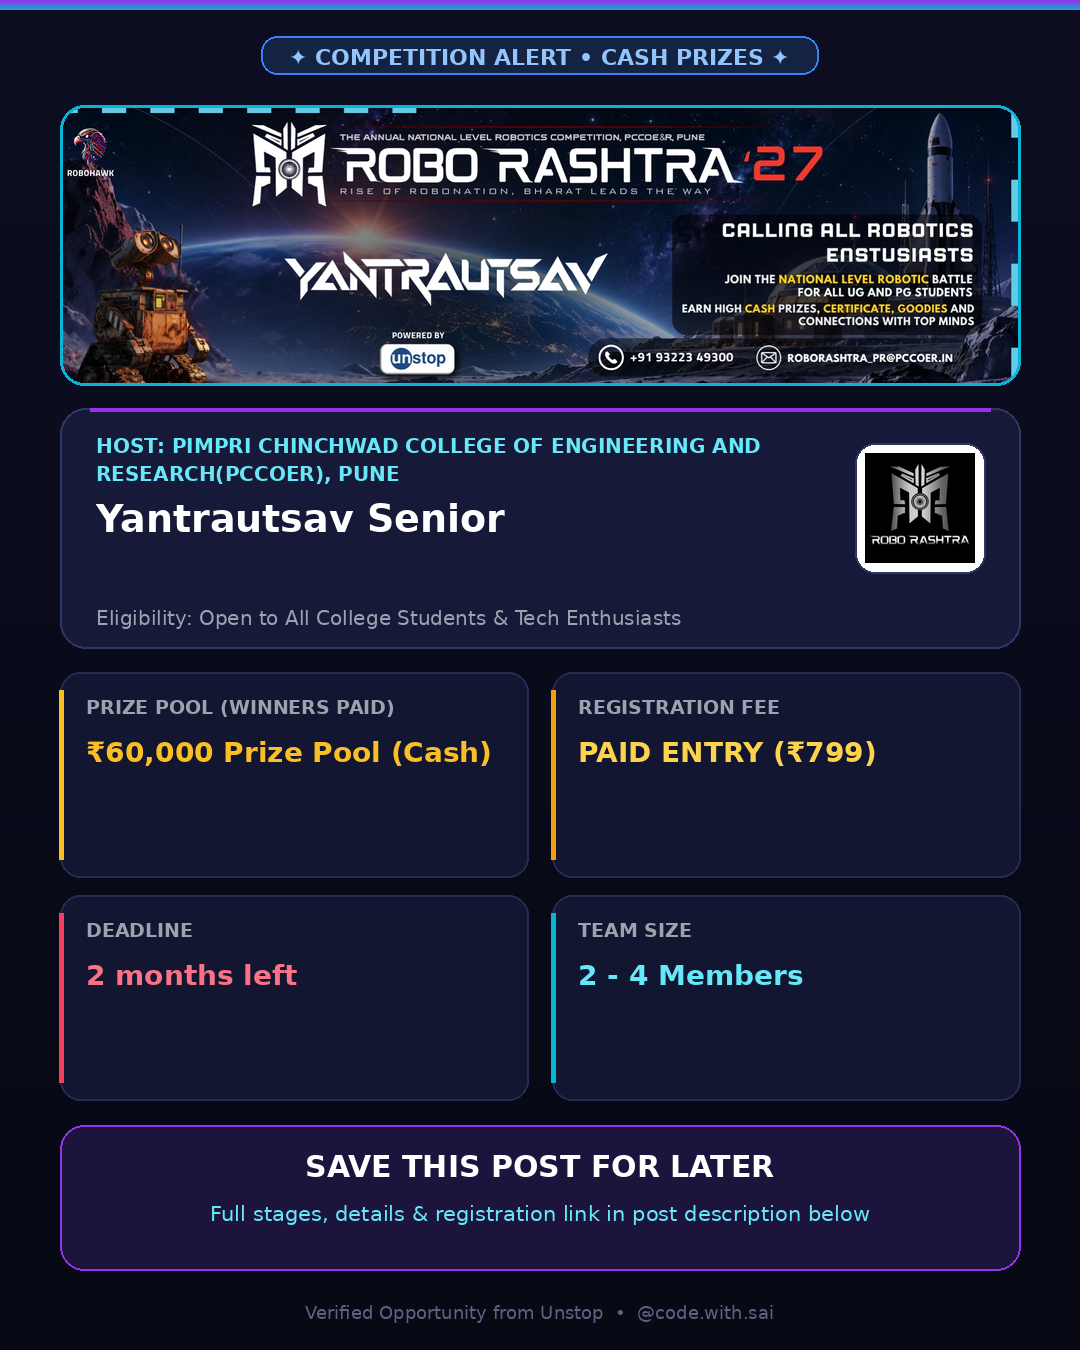 ✦ COMPETITION ALERT • CASH PRIZES ✦
ROBOHAWK
THE ANNUAL NATIONAL LEVEL ROBOTICS COMPETITION, PCCOE&R, PUNE
ROBO RASHTRA '27
RISE OF ROBONATION, BHARAT LEADS THE WAY
YANTRAUTSAV
POWERED BY
unstop
CALLING ALL ROBOTICS
ENSTUSIASTS
JOIN THE NATIONAL LEVEL ROBOTIC BATTLE
FOR ALL UG AND PG STUDENTS
EARN HIGH CASH PRIZES, CERTIFICATE, GOODIES AND
CONNECTIONS WITH TOP MINDS
+91 93223 49300
ROBORASHTRA_PR@PCCOER.IN
HOST: PIMPRI CHINCHWAD COLLEGE OF ENGINEERING AND
RESEARCH(PCCOER), PUNE
Yantrautsav Senior
ROBO RASHTRA
Eligibility: Open to All College Students & Tech Enthusiasts
PRIZE POOL (WINNERS PAID)
₹60,000 Prize Pool (Cash)
REGISTRATION FEE
PAID ENTRY (₹799)
DEADLINE
2 months left
TEAM SIZE
2 - 4 Members
SAVE THIS POST FOR LATER
Full stages, details & registration link in post description below
Verified Opportunity from Unstop • @code.with.sai